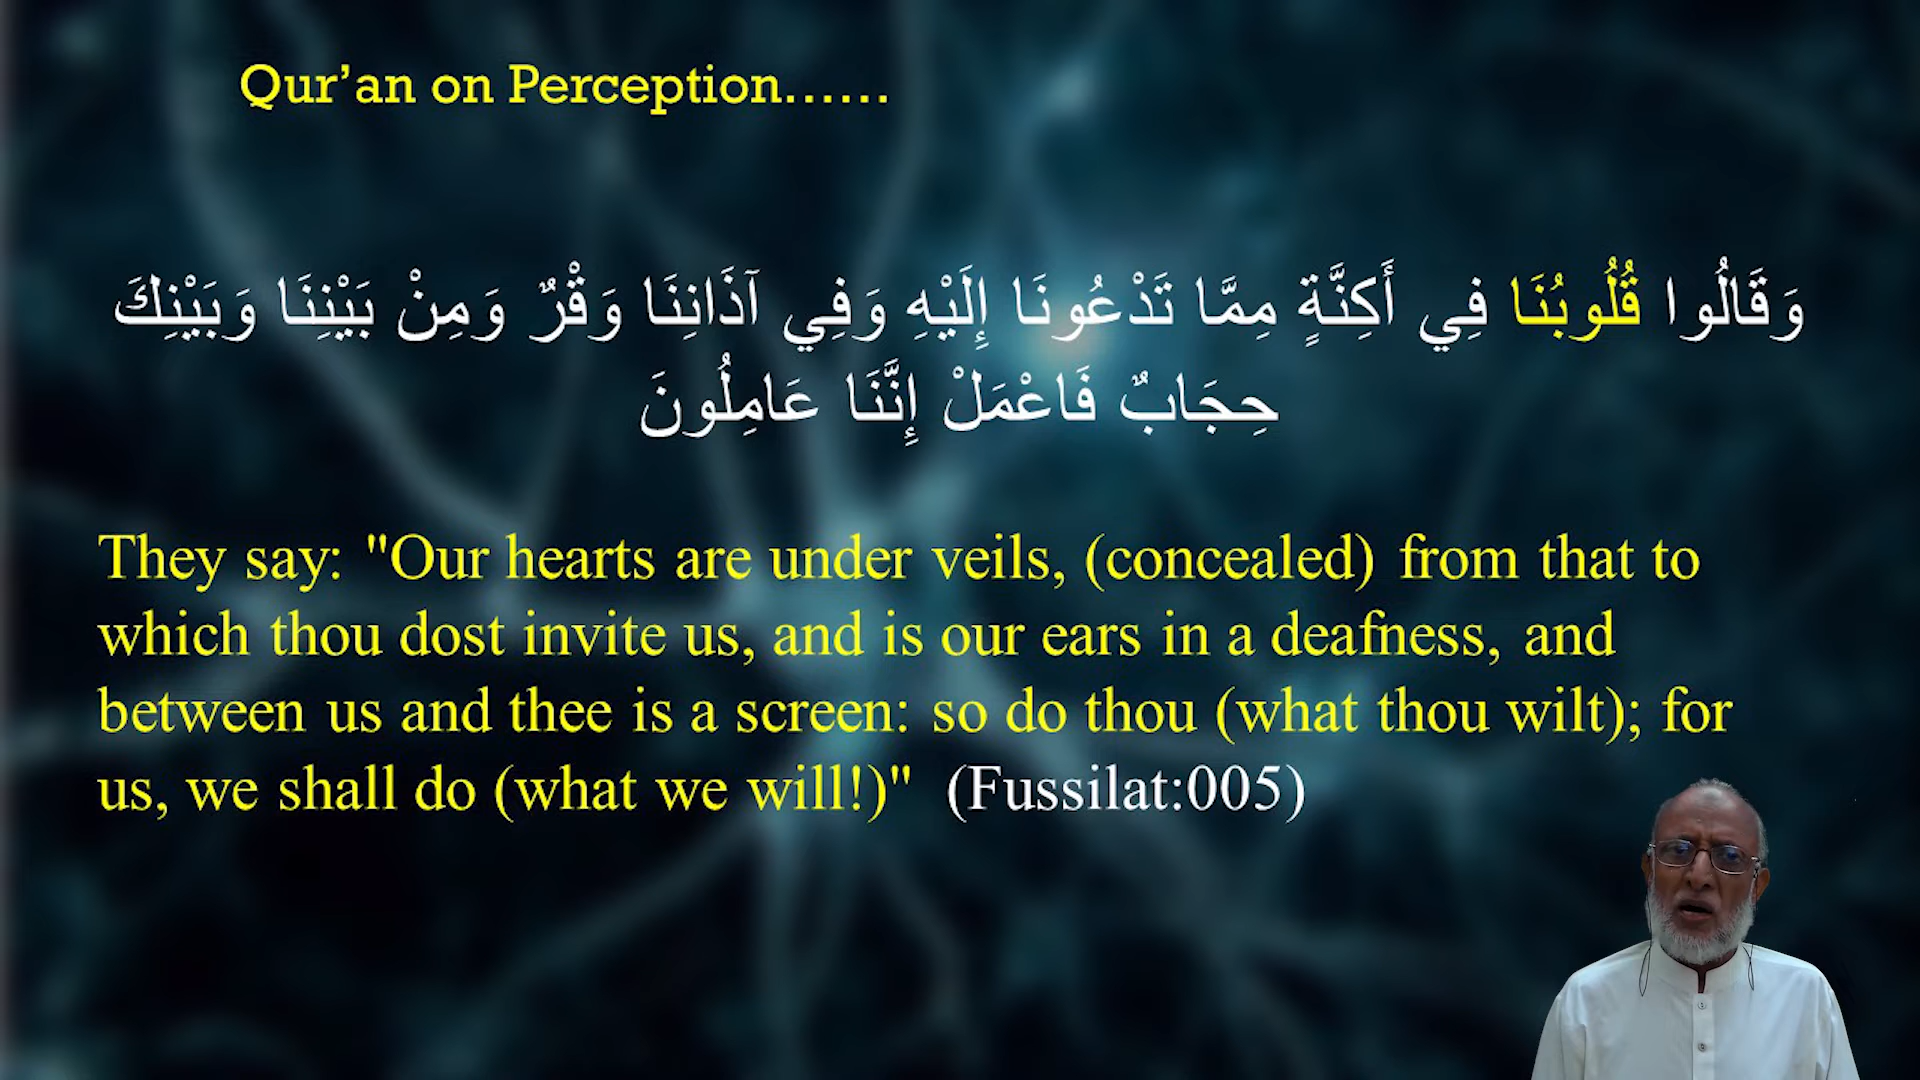 Qur’an on Perception......
وَقَالُوا قُلُوبُنَا فِي أَكِنَّةٍ مِمَّا تَدْعُونَا إِلَيْهِ وَفِي آذَانِنَا وَقْرٌ وَمِنْ بَيْنِنَا وَبَيْنِكَ
حِجَابٌ فَاعْمَلْ إِنَّنَا عَامِلُونَ
They say: "Our hearts are under veils, (concealed) from that to
which thou dost invite us, and is our ears in a deafness, and
between us and thee is a screen: so do thou (what thou wilt); for
us, we shall do (what we will!)" (Fussilat:005)